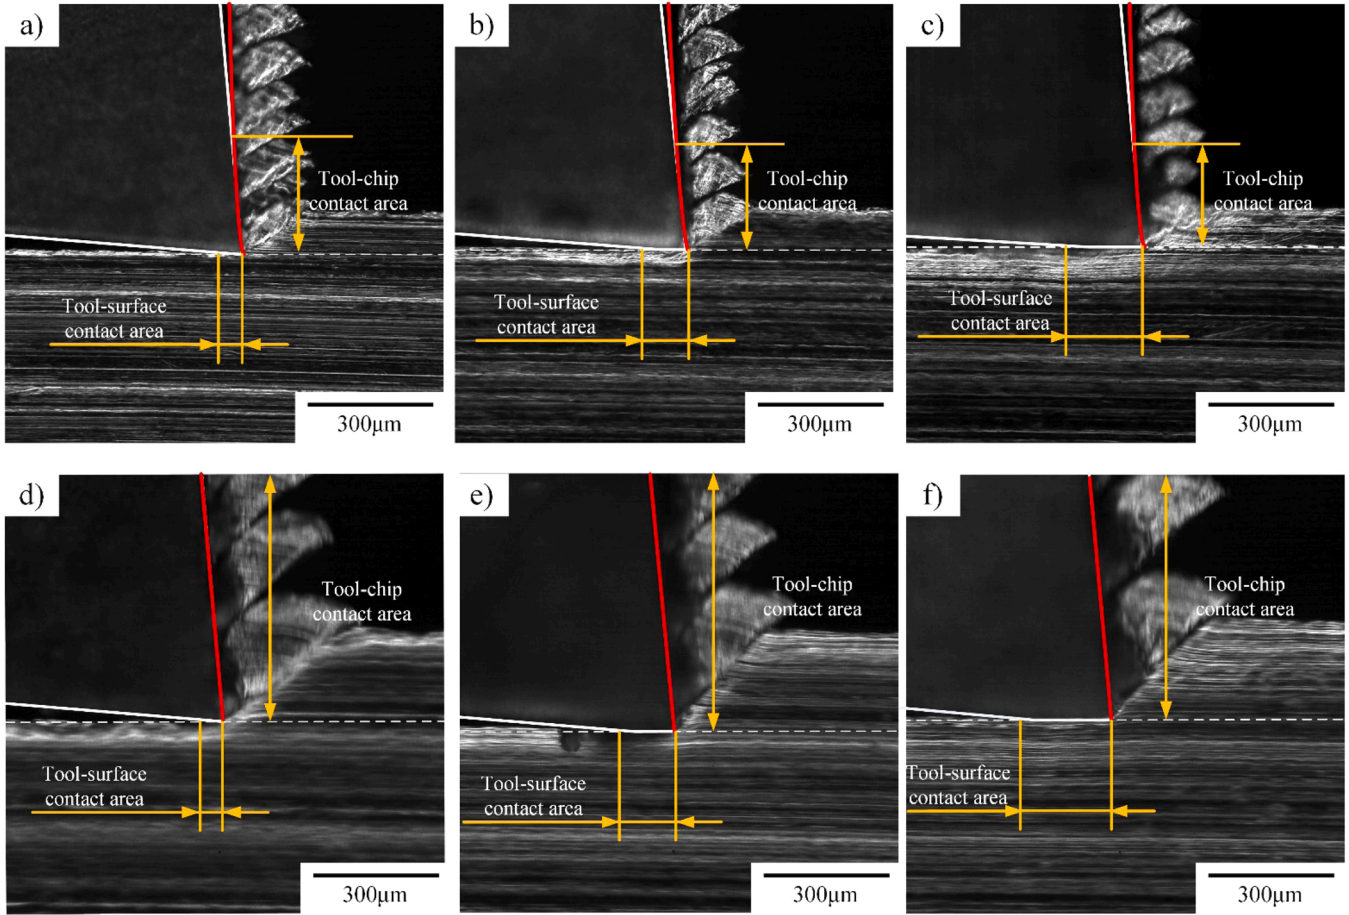 a)
Tool-chip
contact area
Tool-surface
contact area
300μm
b)
Tool-chip
contact area
Tool-surface
contact area
300μm
c)
Tool-chip
contact area
Tool-surface
contact area
300μm
d)
Tool-chip
contact area
Tool-surface
contact area
300μm
e)
Tool-chip
contact area
Tool-surface
contact area
300μm
f)
Tool-chip
contact area
Tool-surface
contact area
300μm